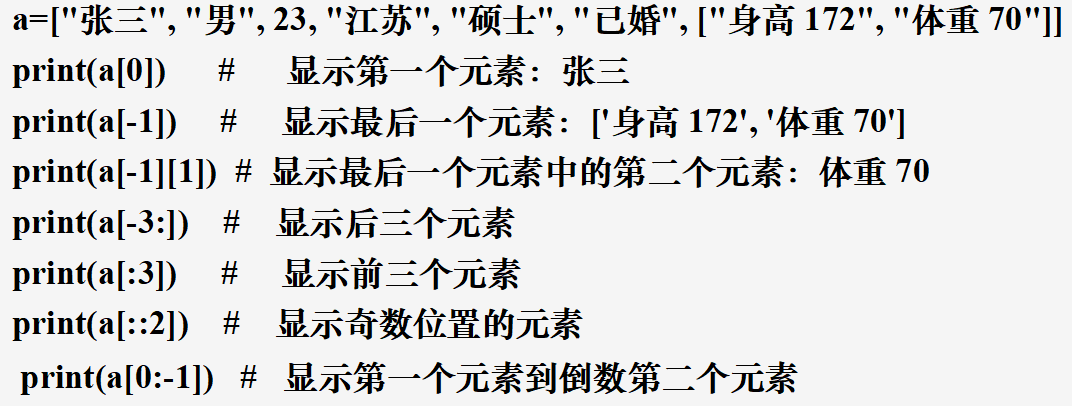 a=["张三", "男", 23, "江苏", "硕士", "已婚", ["身高 172", "体重 70"]]
print(a[0]) # 显示第一个元素：张三
print(a[-1]) # 显示最后一个元素：['身高 172', '体重 70']
print(a[-1][1]) # 显示最后一个元素中的第二个元素：体重 70
print(a[-3:]) # 显示后三个元素
print(a[:3]) # 显示前三个元素
print(a[::2]) # 显示奇数位置的元素
print(a[0:-1]) # 显示第一个元素到倒数第二个元素